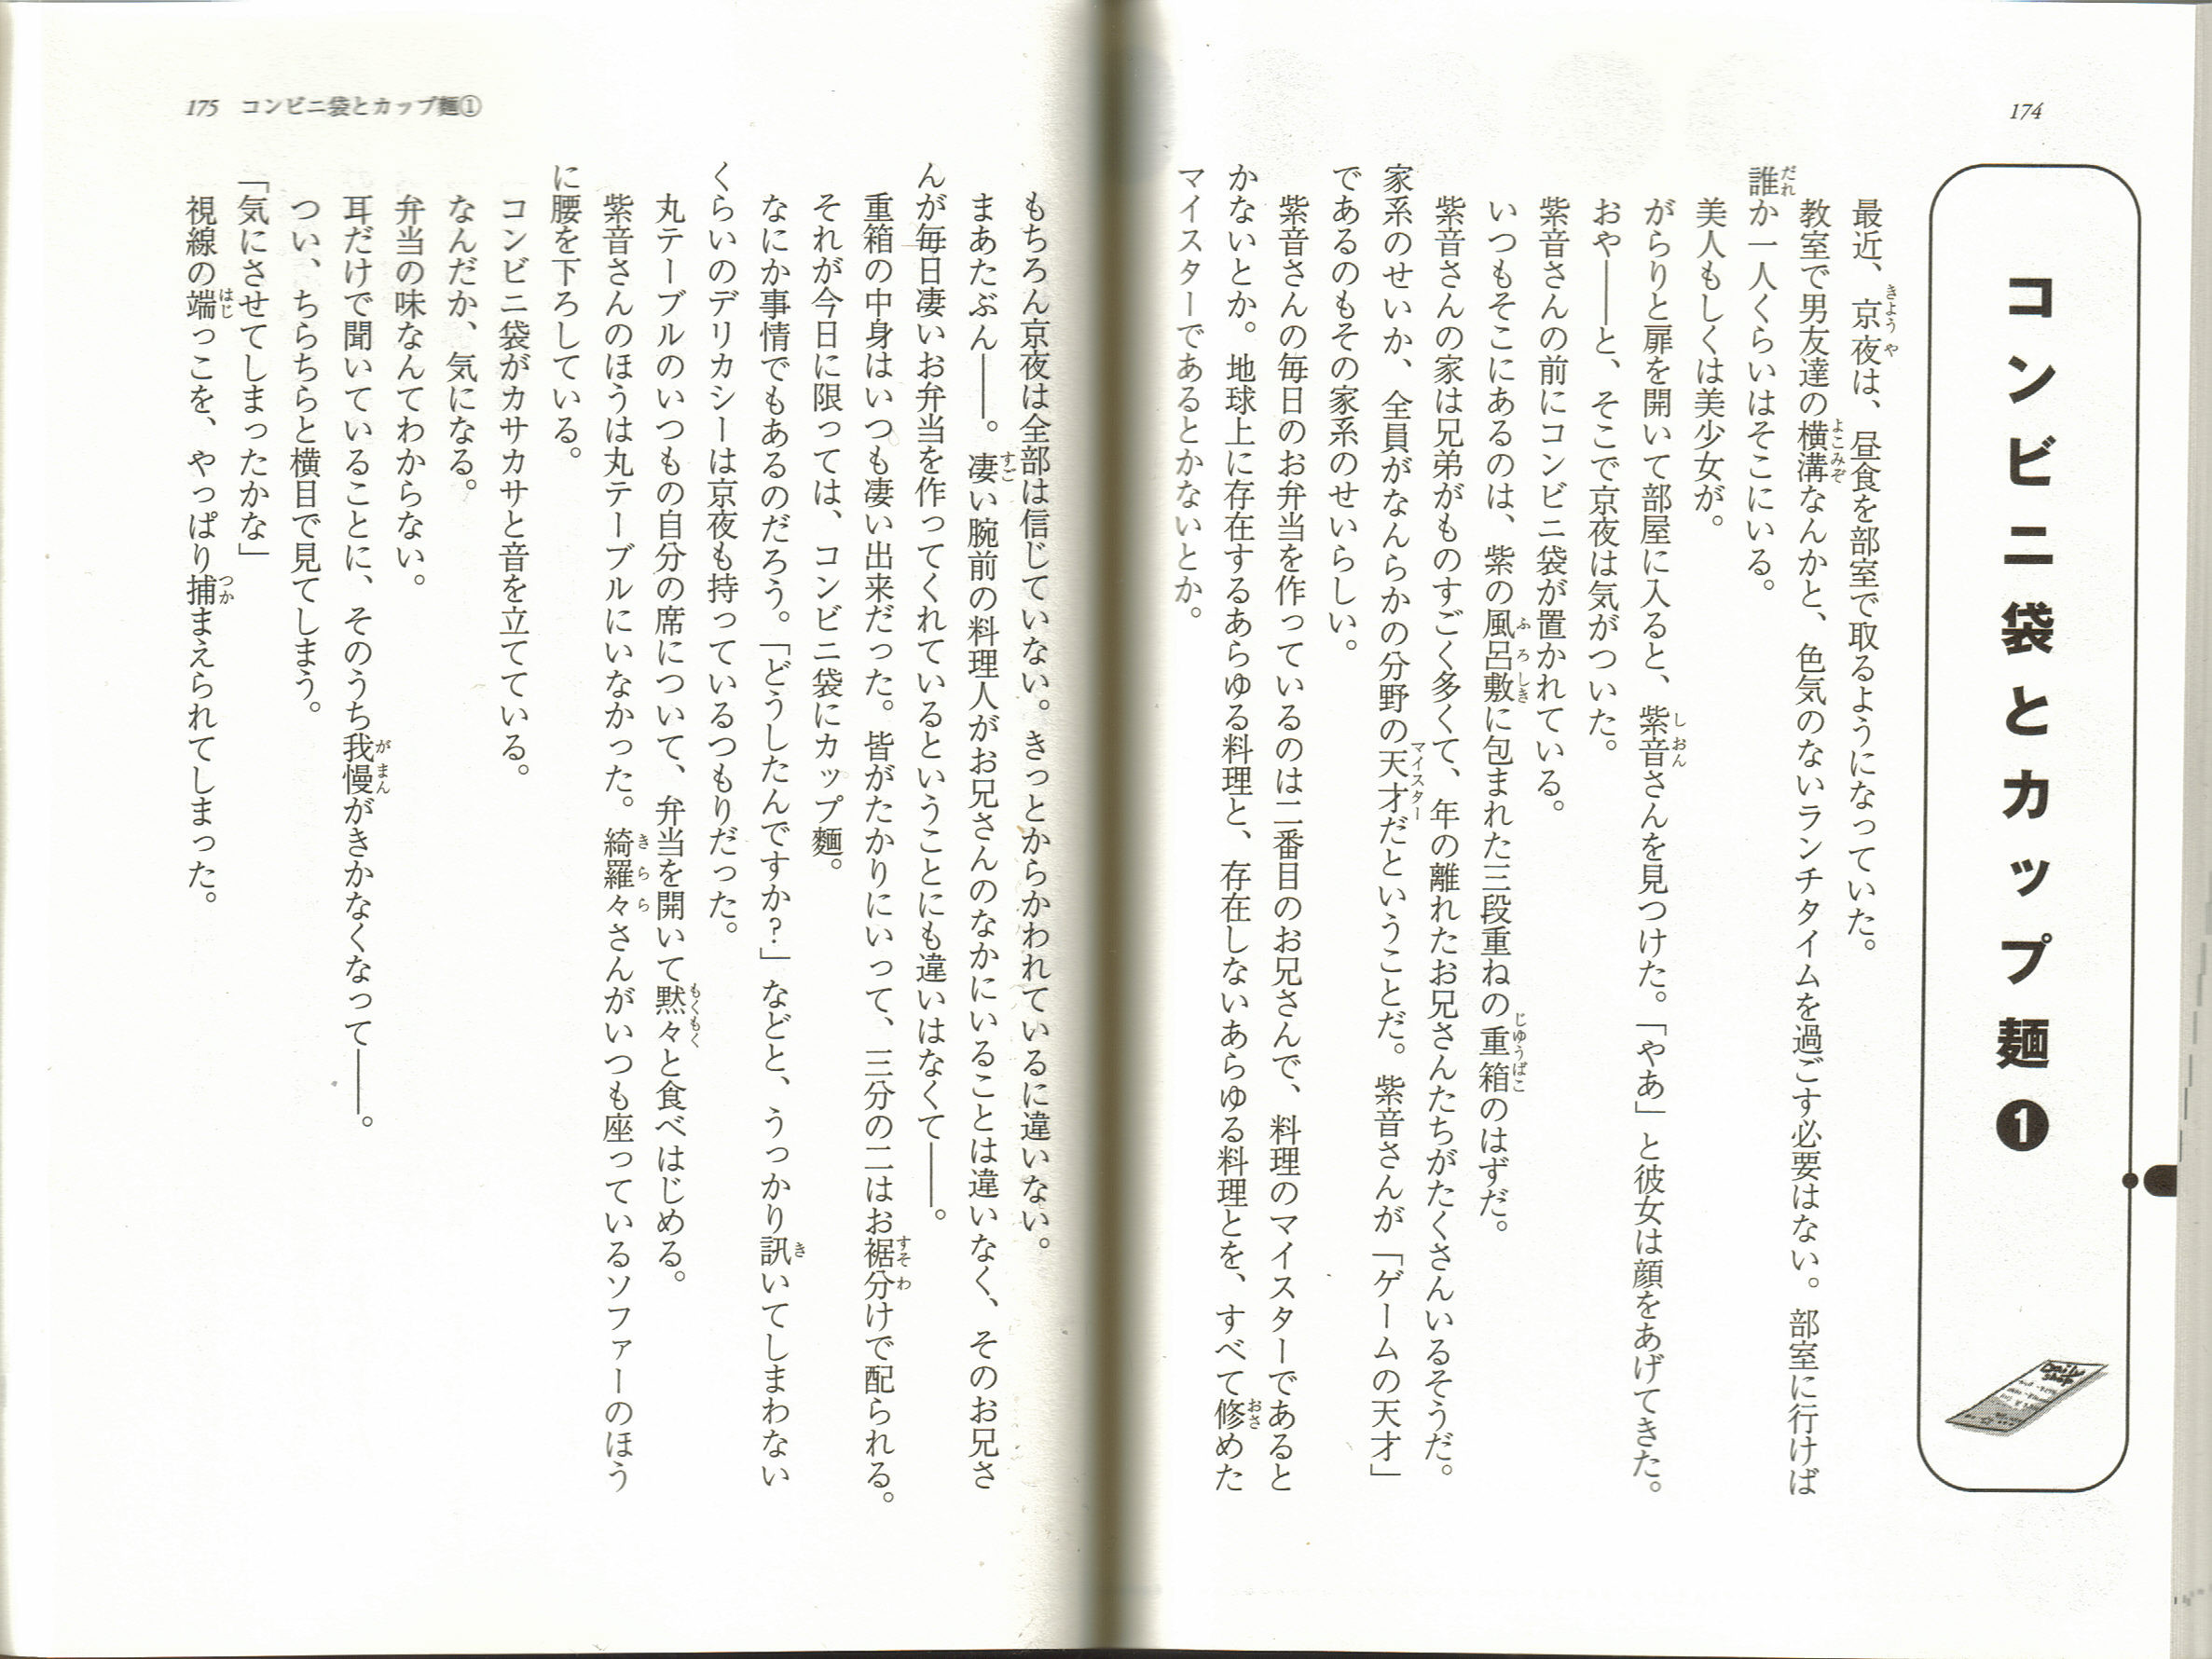 174
コンビニ袋とカップ麺❶
最近、京夜は、昼食を部室で取るようになっていた。
教室で男友達の横溝なんかと、色気のないランチタイムを過ごす必要はない。部室に行けば
誰か一人くらいはそこにいる。
美人もしくは美少女が。
がらりと扉を開いて部屋に入ると、紫音さんを見つけた。「やあ」と彼女は顔をあげてきた。
おや――と、そこで京夜は気がついた。
紫音さんの前にコンビニ袋が置かれている。
いつもそこにあるのは、紫の風呂敷に包まれた三段重ねの重箱のはずだ。
紫音さんの家は兄弟がものすごく多くて、年の離れたお兄さんたちがたくさんいるそうだ。
家系のせいか、全員がなんらかの分野の天才だということだ。紫音さんが「ゲームの天才」
であるのもその家系のせいらしい。
紫音さんの毎日のお弁当を作っているのは二番目のお兄さんで、料理のマイスターであると
かないとか。地球上に存在するあらゆる料理と、存在しないあらゆる料理とを、すべて修めた
マイスターであるとかないとか。
175 コンビニ袋とカップ麺①
もちろん京夜は全部は信じていない。きっとからかわれているに違いない。
まあたぶん――。凄い腕前の料理人がお兄さんのなかにいることは違いなく、そのお兄さ
んが毎日凄いお弁当を作ってくれているということにも違いはなくて――。
重箱の中身はいつも凄い出来だった。皆がたかりにいって、三分の二はお裾分けで配られる。
それが今日に限っては、コンビニ袋にカップ麺。
なにか事情でもあるのだろう。「どうしたんですか？」などと、うっかり訊いてしまわない
くらいのデリカシーは京夜も持っているつもりだった。
丸テーブルのいつもの自分の席について、弁当を開いて黙々と食べはじめる。
紫音さんのほうは丸テーブルにいなかった。綺羅々さんがいつも座っているソファーのほう
に腰を下ろしている。
コンビニ袋がカサカサと音を立てている。
なんだか、気になる。
弁当の味なんてわからない。
耳だけで聞いていることに、そのうち我慢がきかなくなって――。
つい、ちらちらと横目で見てしまう。
「気にさせてしまったかな」
視線の端っこを、やっぱり捕まえられてしまった。